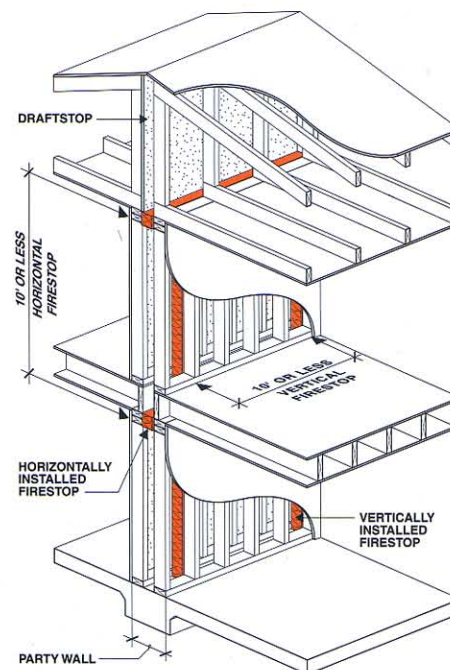 DRAFTSTOP
10' OR LESS
HORIZONTAL
FIRESTOP
10' OR LESS
VERTICAL
FIRESTOP
HORIZONTALLY
INSTALLED
FIRESTOP
VERTICALLY
INSTALLED
FIRESTOP
PARTY WALL